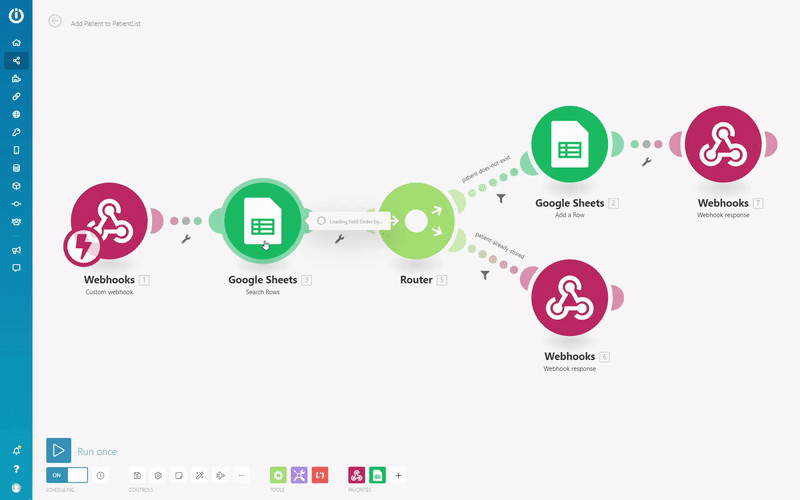 Add Patient to PatientList
patient-does-not-exist
Google Sheets 2
Add a Row
Webhooks 7
Webhook response
Loading field Order by...
Webhooks 1
Custom webhook
Google Sheets 3
Search Rows
Router 5
patient-already-stored
Webhooks 6
Webhook response
Run once
ON
SCHEDULING
CONTROLS
TOOLS
FAVORITES